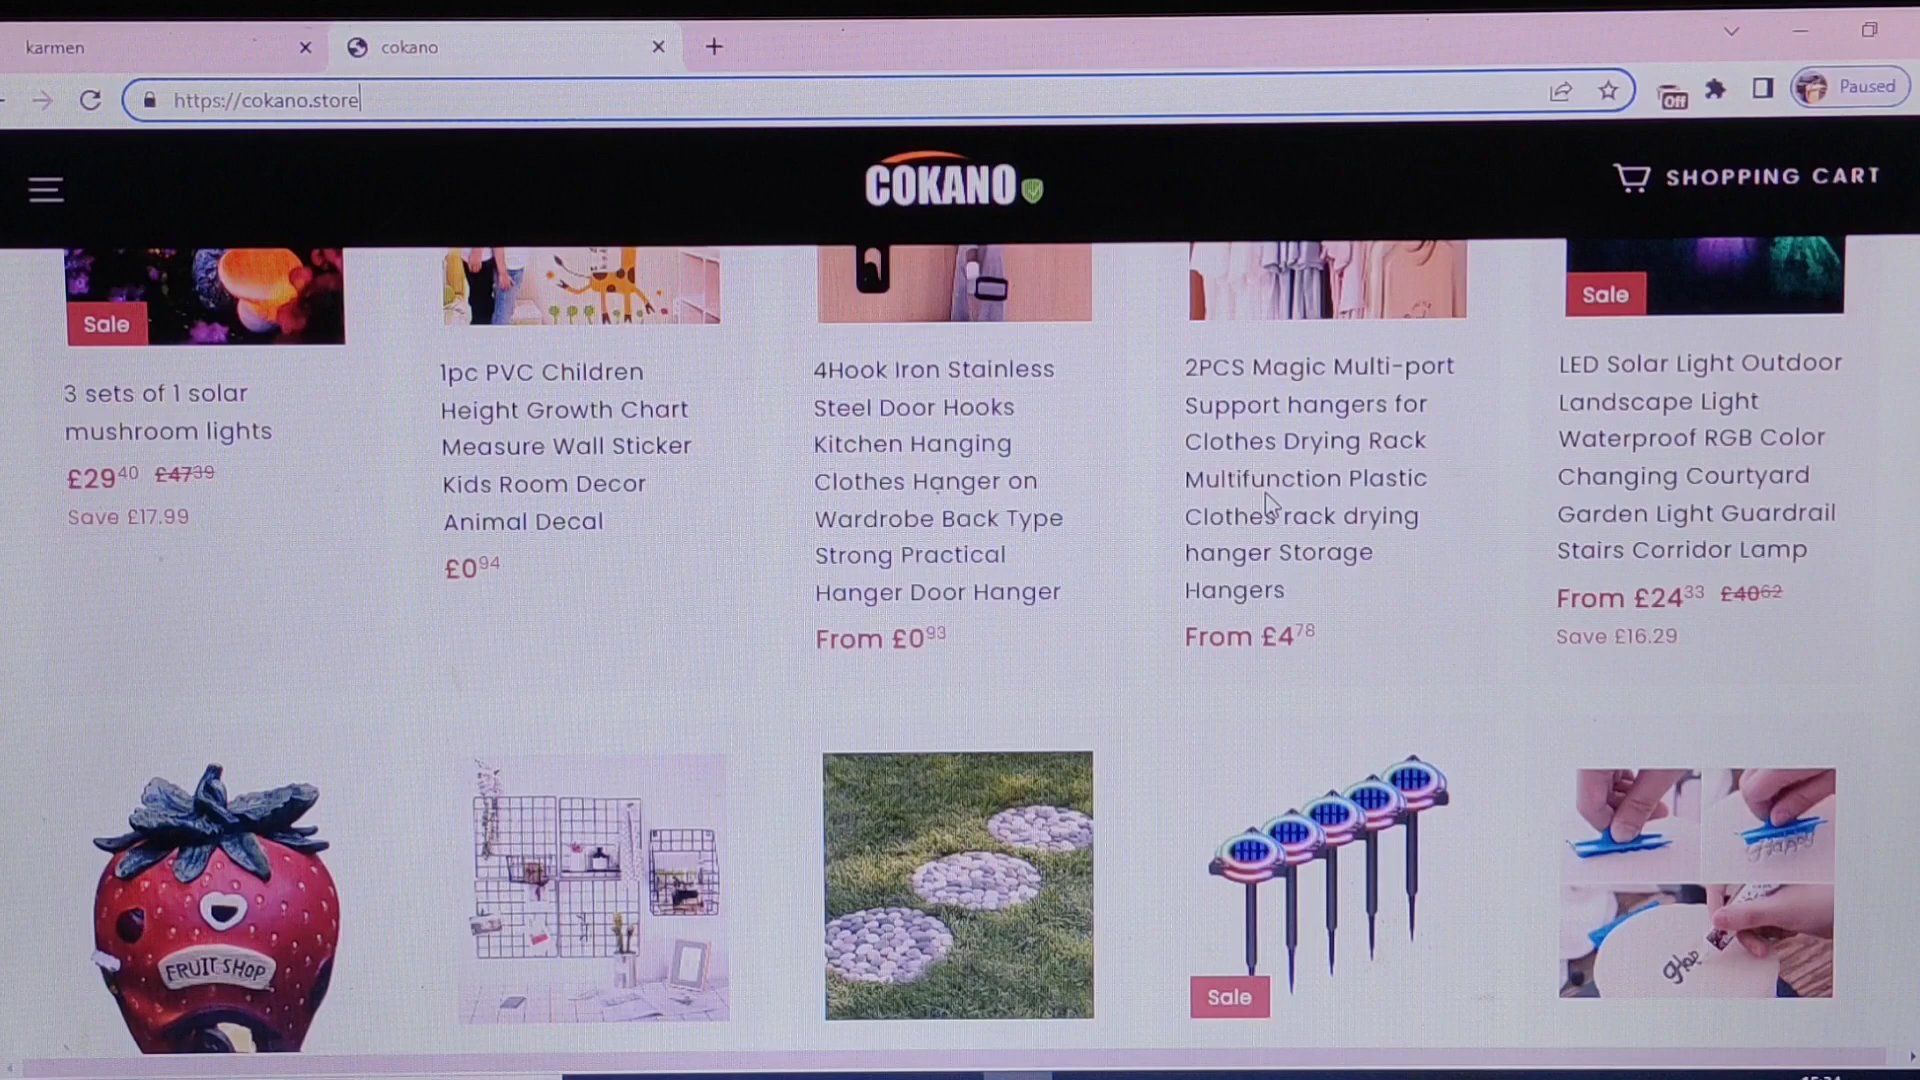 karmen
cokano
https://cokano.store
Off
Paused
COKANO
SHOPPING CART
Sale
Sale
3 sets of 1 solar
mushroom lights
£29 40 £47 39
Save £17.99
1pc PVC Children
Height Growth Chart
Measure Wall Sticker
Kids Room Decor
Animal Decal
£0 94
4Hook Iron Stainless
Steel Door Hooks
Kitchen Hanging
Clothes Hanger on
Wardrobe Back Type
Strong Practical
Hanger Door Hanger
From £0 93
2PCS Magic Multi-port
Support hangers for
Clothes Drying Rack
Multifunction Plastic
Clothes rack drying
hanger Storage
Hangers
From £4 78
LED Solar Light Outdoor
Landscape Light
Waterproof RGB Color
Changing Courtyard
Garden Light Guardrail
Stairs Corridor Lamp
From £24 33 £40 62
Save £16.29
FRUIT SHOP
Sale
Happy